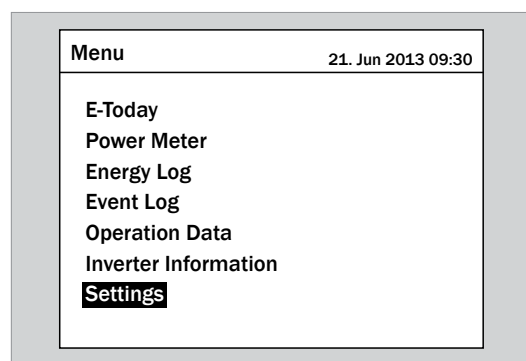 Menu
21. Jun 2013 09:30
E-Today
Power Meter
Energy Log
Event Log
Operation Data
Inverter Information
Settings